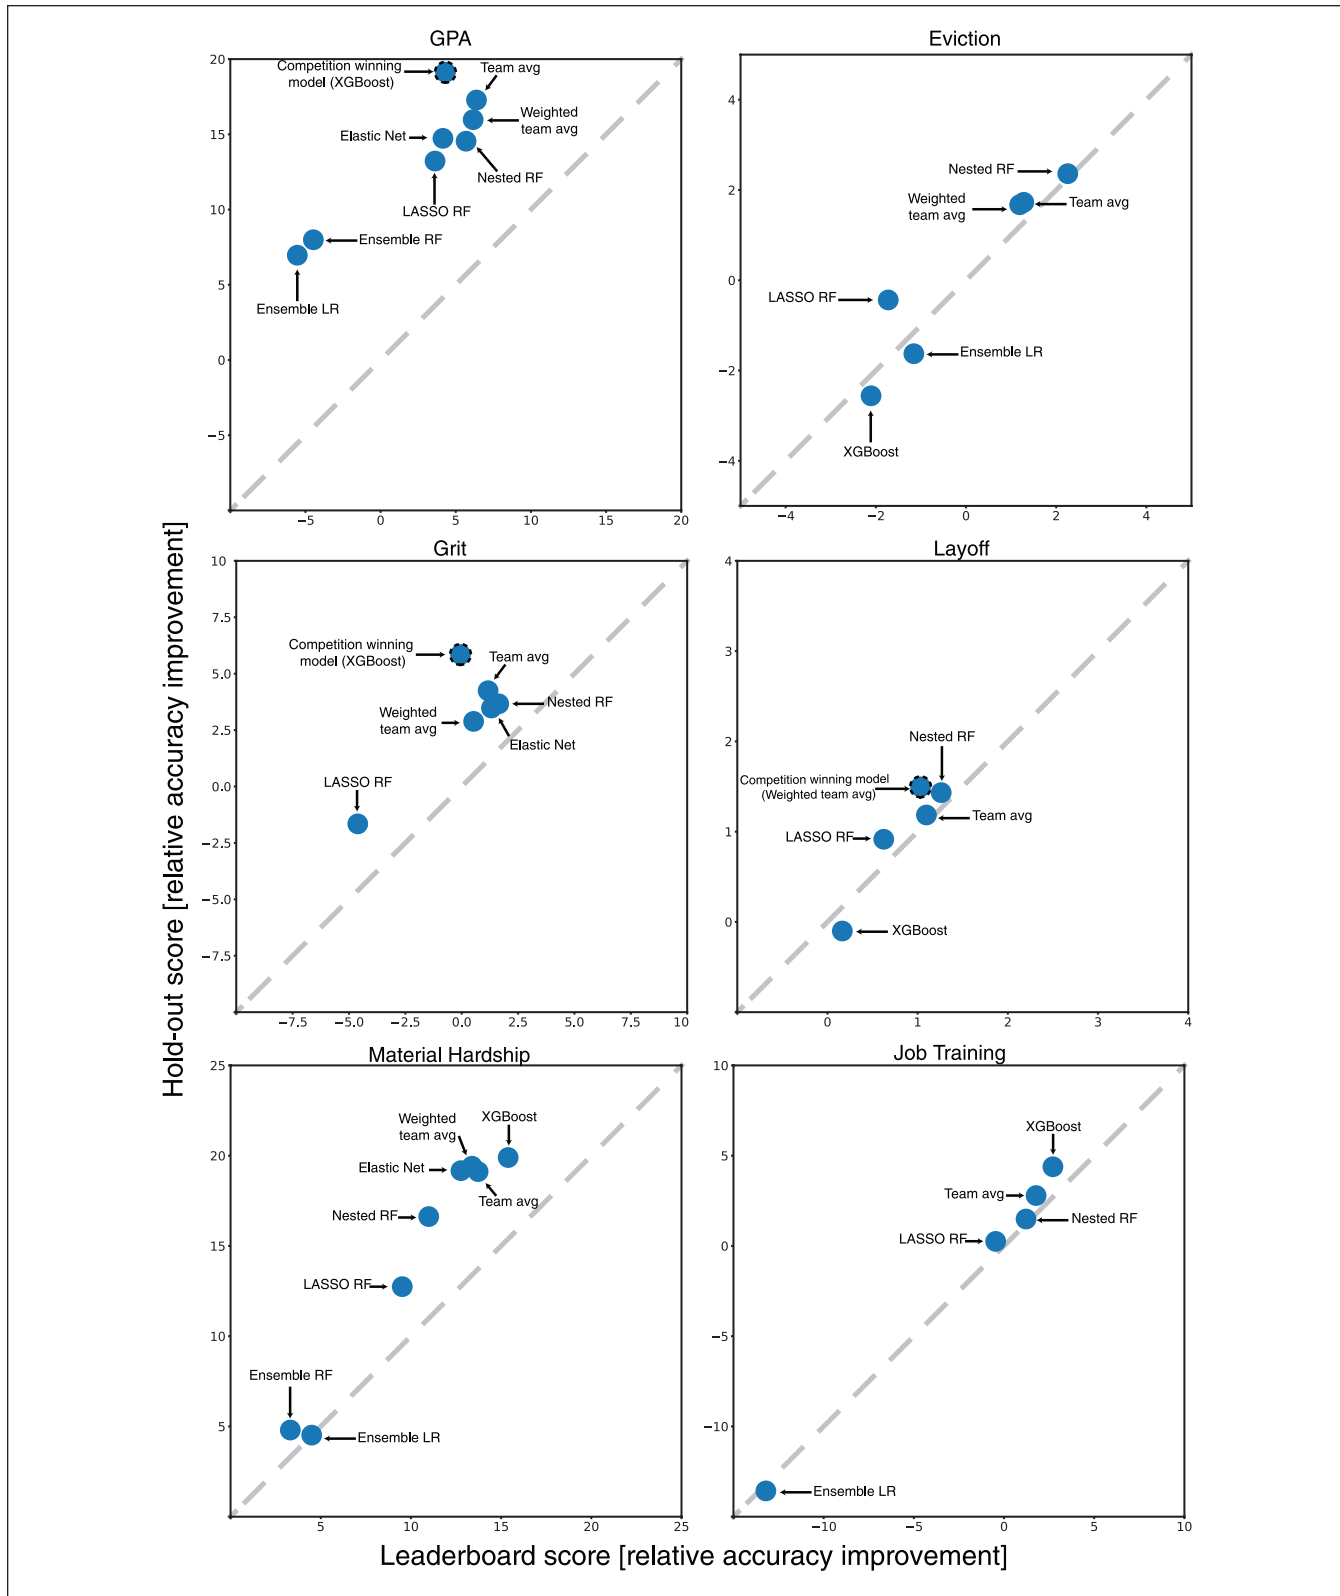 GPA
20
15
10
5
0
−5
−5
0
5
10
15
20
Competition winning
model (XGBoost)
Team avg
Weighted
team avg
Elastic Net
Nested RF
LASSO RF
Ensemble RF
Ensemble LR
Eviction
4
2
0
−2
−4
−4
−2
0
2
4
Nested RF
Weighted
team avg
Team avg
LASSO RF
Ensemble LR
XGBoost
Hold-out score [relative accuracy improvement]
Grit
10
7.5
5.0
2.5
0.0
−2.5
−5.0
−7.5
−7.5
−5.0
−2.5
0.0
2.5
5.0
7.5
10
Competition winning
model (XGBoost)
Team avg
Weighted
team avg
Nested RF
Elastic Net
LASSO RF
Layoff
4
3
2
1
0
0
1
2
3
4
Nested RF
Competition winning model
(Weighted team avg)
Team avg
LASSO RF
XGBoost
Material Hardship
25
20
15
10
5
5
10
15
20
25
Weighted
team avg
XGBoost
Elastic Net
Team avg
Nested RF
LASSO RF
Ensemble RF
Ensemble LR
Job Training
10
5
0
−5
−10
−10
−5
0
5
10
XGBoost
Team avg
Nested RF
LASSO RF
Ensemble LR
Leaderboard score [relative accuracy improvement]